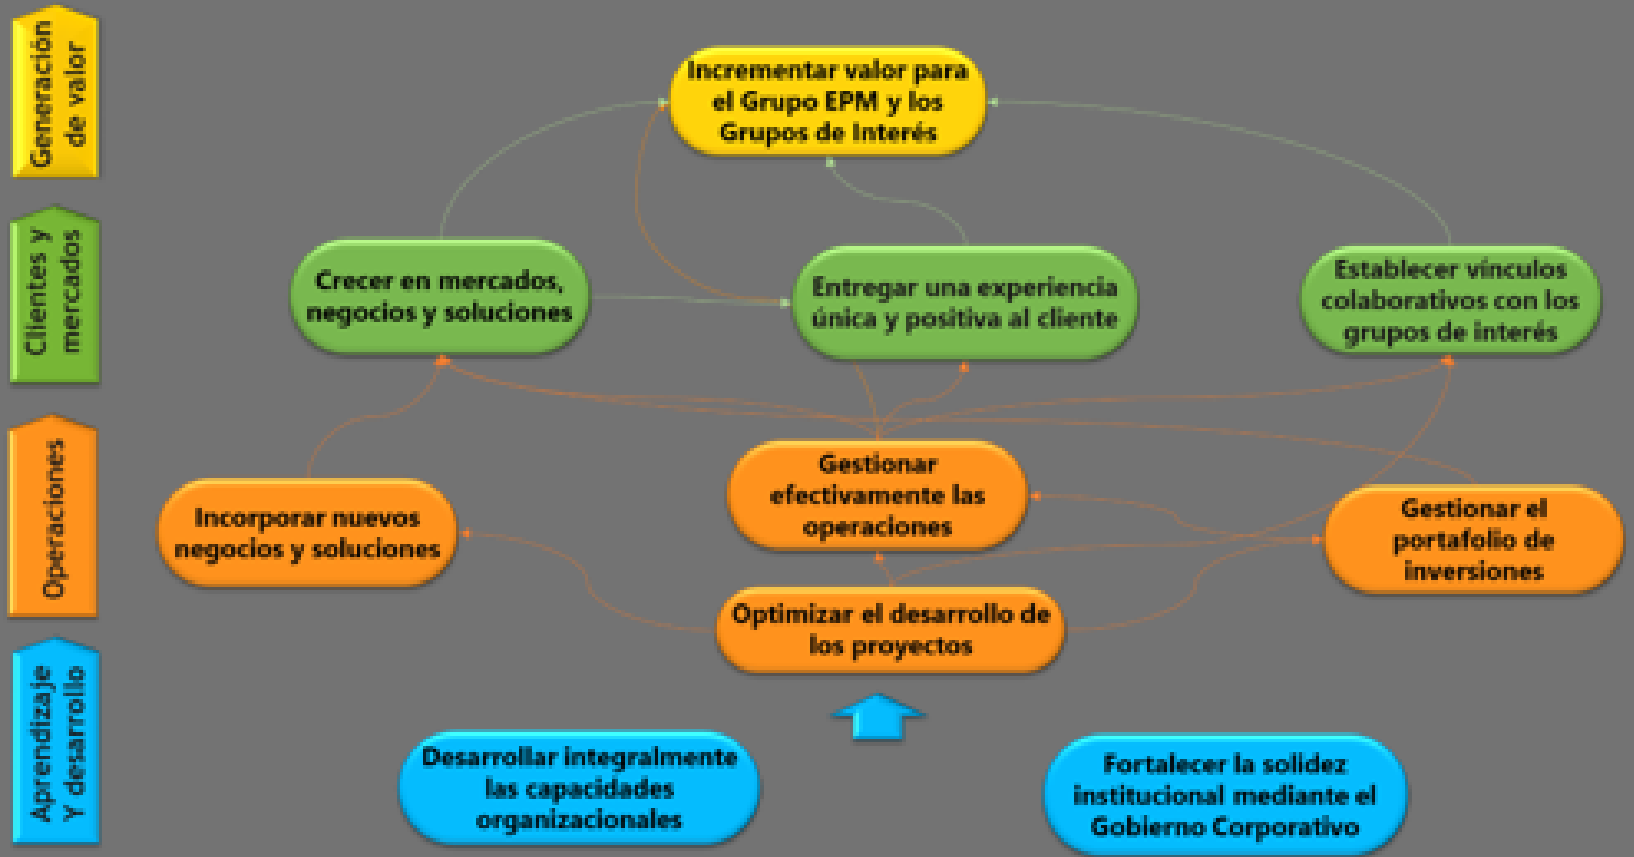 Generación
de valor
Incrementar valor para
el Grupo EPM y los
Grupos de Interés
Clientes y
mercados
Crecer en mercados,
negocios y soluciones
Entregar una experiencia
única y positiva al cliente
Establecer vínculos
colaborativos con los
grupos de interés
Operaciones
Incorporar nuevos
negocios y soluciones
Gestionar
efectivamente las
operaciones
Gestionar el
portafolio de
inversiones
Optimizar el desarrollo de
los proyectos
Aprendizaje
Y desarrollo
Desarrollar integralmente
las capacidades
organizacionales
Fortalecer la solidez
institucional mediante el
Gobierno Corporativo